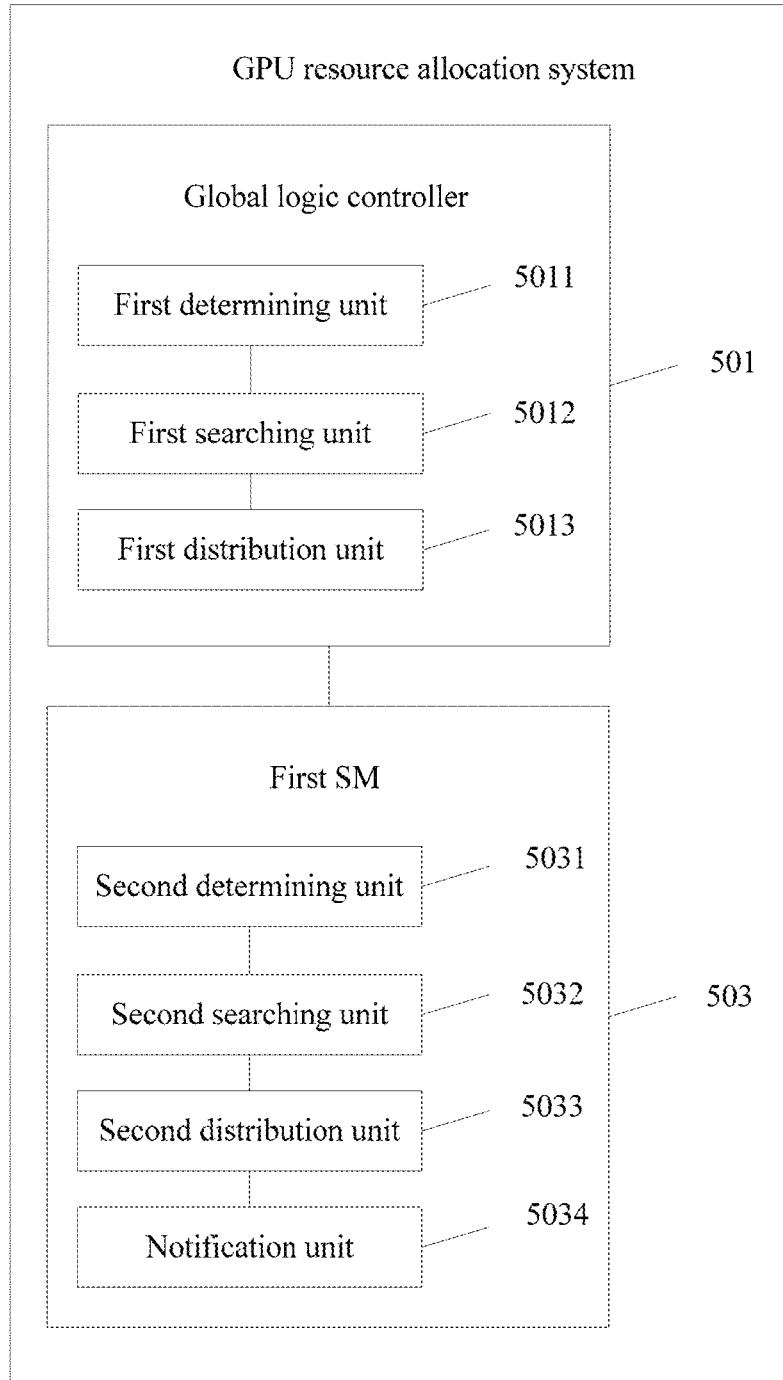 GPU resource allocation system
Global logic controller
First determining unit
5011
First searching unit
5012
First distribution unit
5013
501
First SM
Second determining unit
5031
Second searching unit
5032
Second distribution unit
5033
Notification unit
5034
503